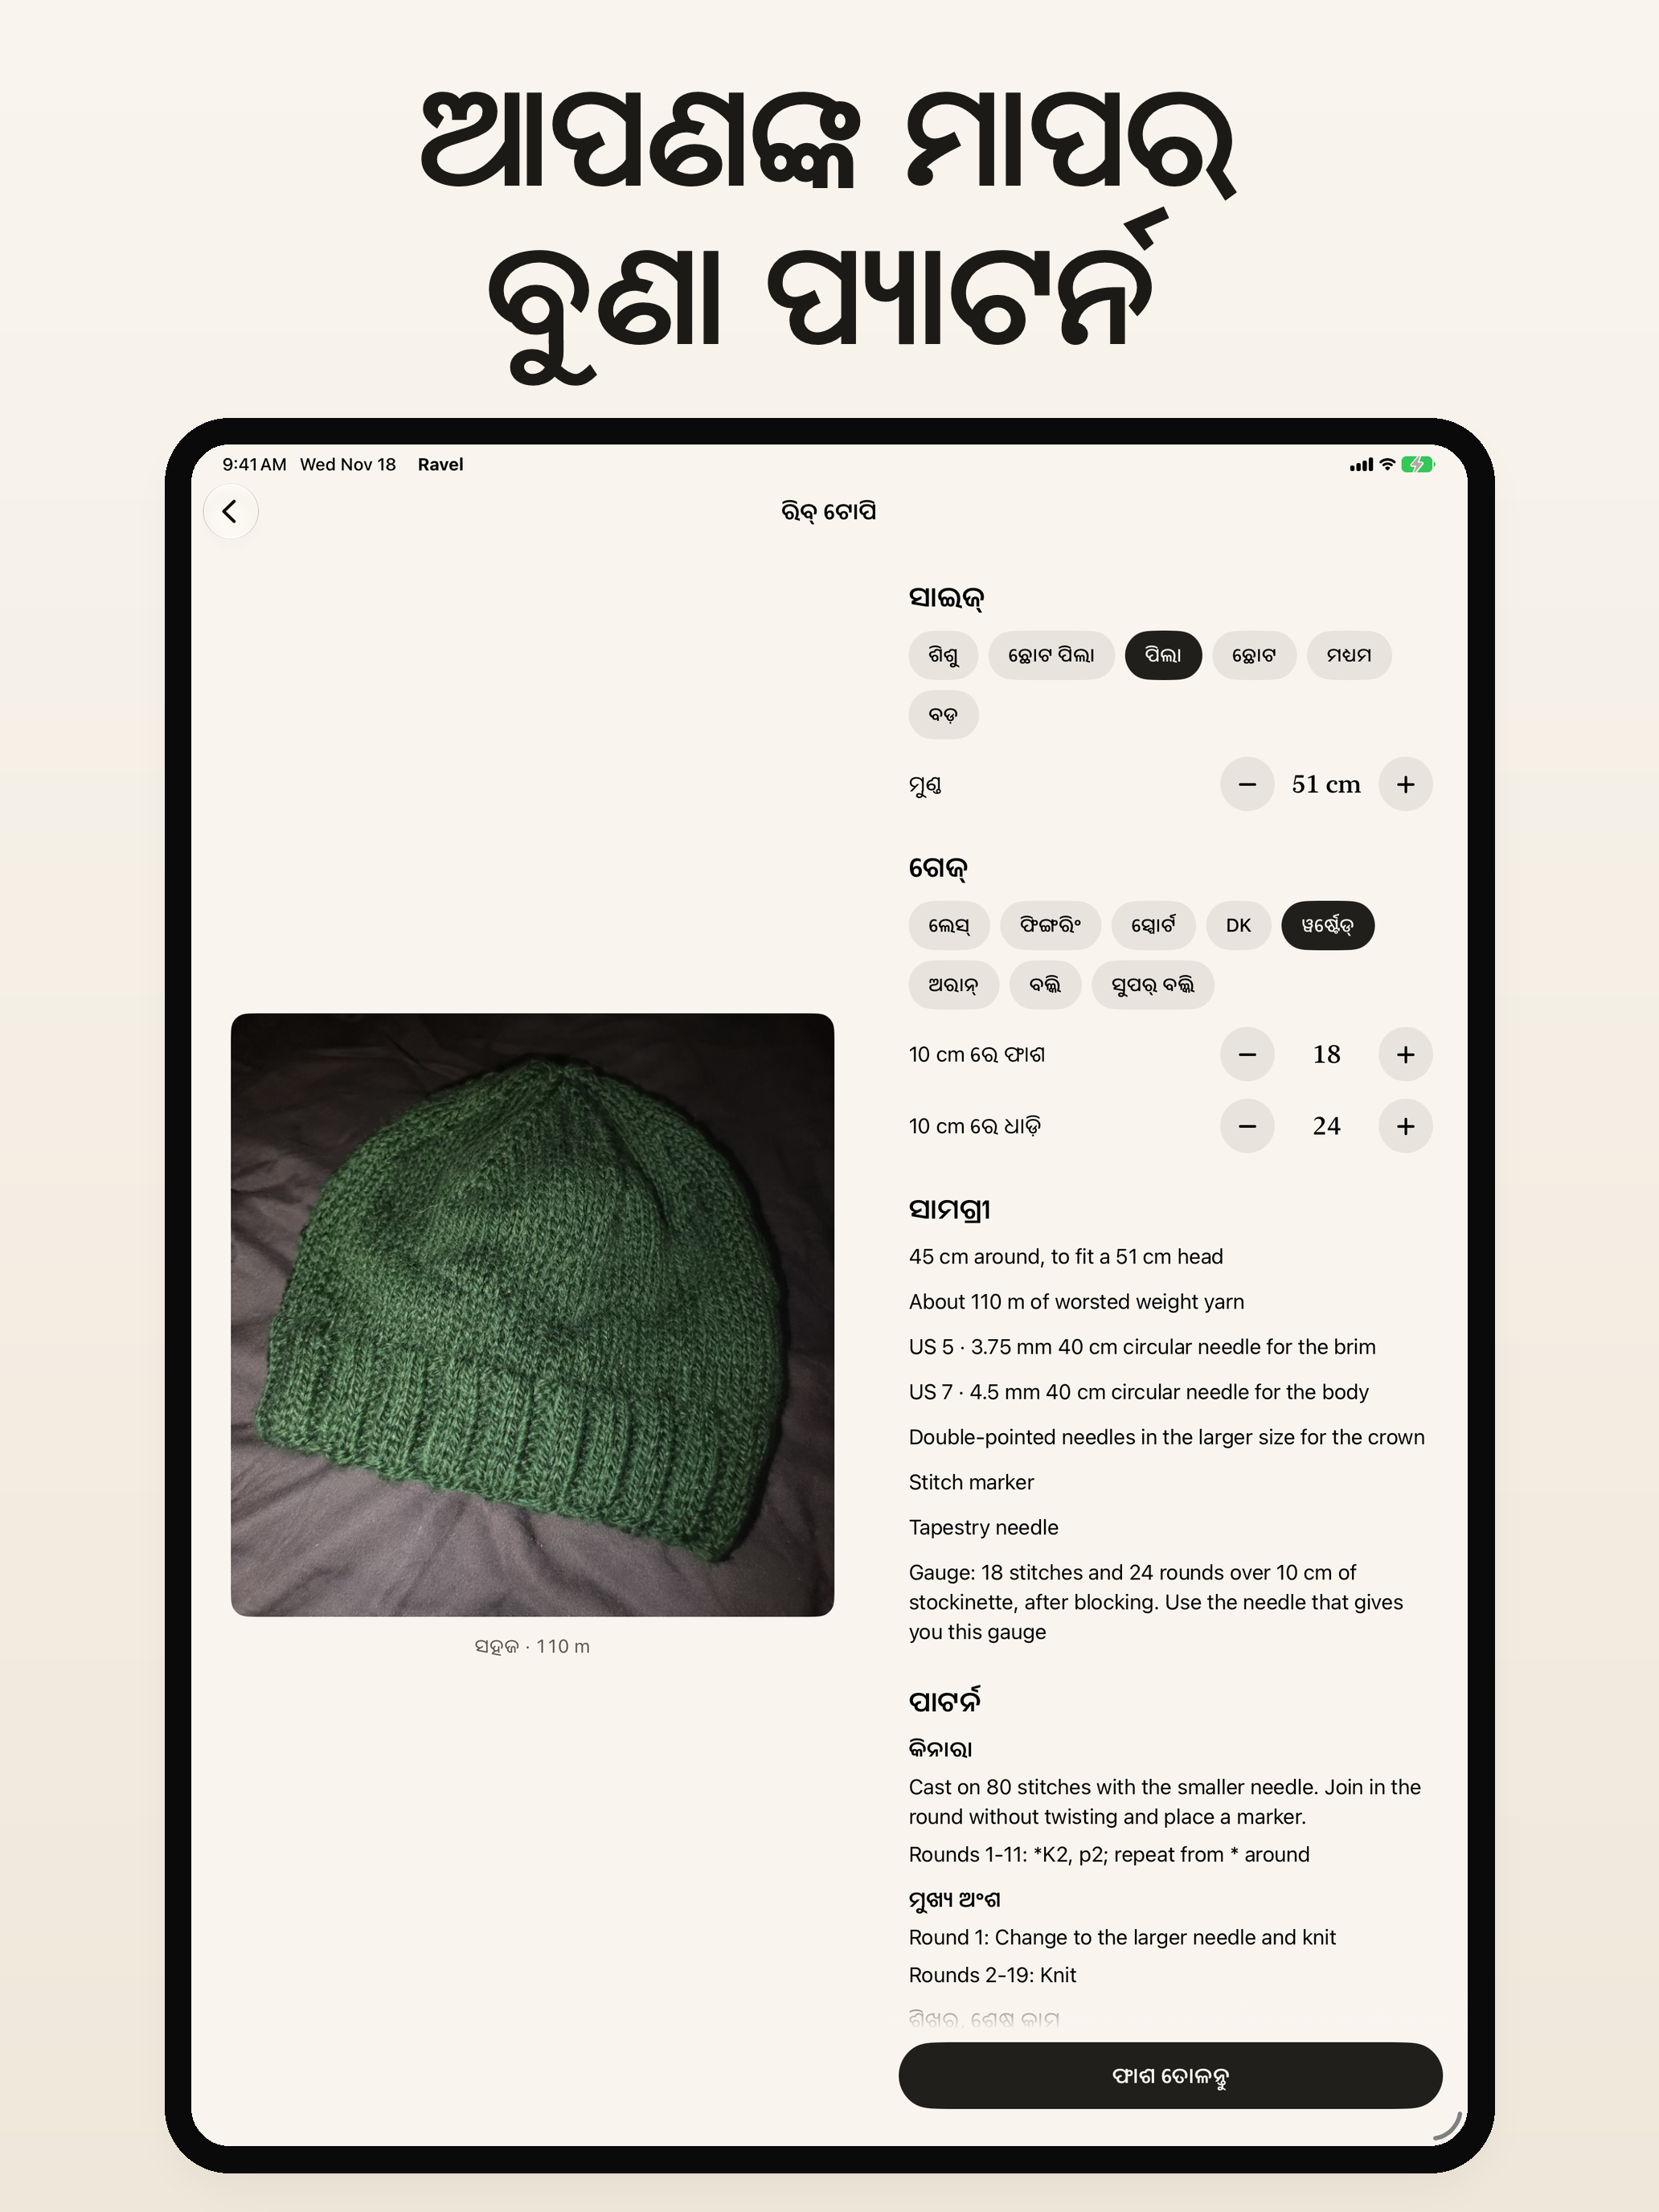 ଆପଣଙ୍କ ମାପର୍
ବୁଣା ପ୍ୟାଟର୍ନ
9:41 AM Wed Nov 18 Ravel
ରିବ୍ ଟୋପି
ସାଇଜ୍
ଶିଶୁ ଛୋଟ ପିଲା ପିଲା ଛୋଟ ମଧ୍ୟମ
ବଡ଼
ମୁଣ୍ଡ 51 cm
ଗେଜ୍
ଲେସ୍ ଫିଙ୍ଗରିଂ ସ୍ପୋର୍ଟ DK ୱର୍ଷ୍ଟେଡ୍
ଅରାନ୍ ବଲ୍କି ସୁପର୍ ବଲ୍କି
10 cm ରେ ଫାଶ 18
10 cm ରେ ଧାଡ଼ି 24
ସାମଗ୍ରୀ
45 cm around, to fit a 51 cm head
About 110 m of worsted weight yarn
US 5 · 3.75 mm 40 cm circular needle for the brim
US 7 · 4.5 mm 40 cm circular needle for the body
Double-pointed needles in the larger size for the crown
Stitch marker
Tapestry needle
Gauge: 18 stitches and 24 rounds over 10 cm of
stockinette, after blocking. Use the needle that gives
you this gauge
ସହଜ · 110 m
ପାଟର୍ନ
କିନାରା
Cast on 80 stitches with the smaller needle. Join in the
round without twisting and place a marker.
Rounds 1-11: *K2, p2; repeat from * around
ମୁଖ୍ୟ ଅଂଶ
Round 1: Change to the larger needle and knit
Rounds 2-19: Knit
ଶିଖର, ଶେଷ କାମ
ଫାଶ ତୋଳନ୍ତୁ